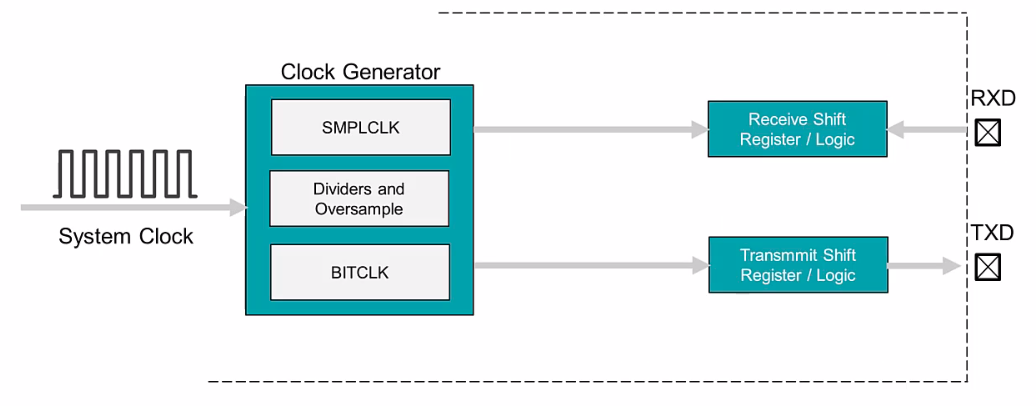 Clock Generator
SMPLCLK
Dividers and
Oversample
BITCLK
System Clock
Receive Shift
Register / Logic
RXD
Transmmit Shift
Register / Logic
TXD